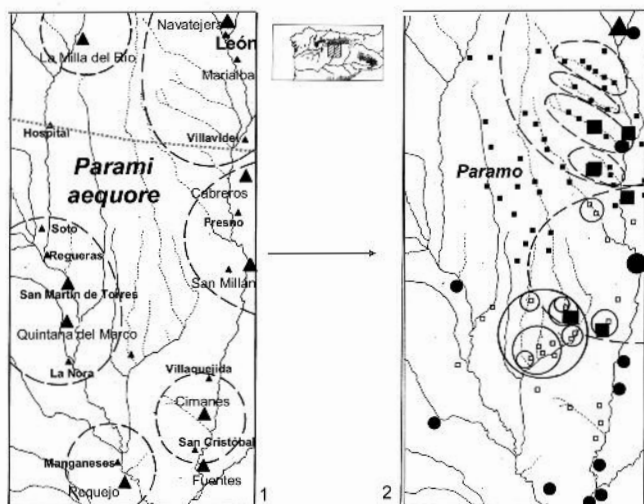 Navatejera
León
La Milla del Río
Marialba
Hospital
Villavidel
Parami
aequore
Cabreros
Fresno
Soto
Regueras
San Millán
San Martín de Torres
Quintana del Marco
La Nora
Villaquejida
Cimanes
San Cristóbal
Manganeses
Requejo
Fuentes
1
Paramo
2